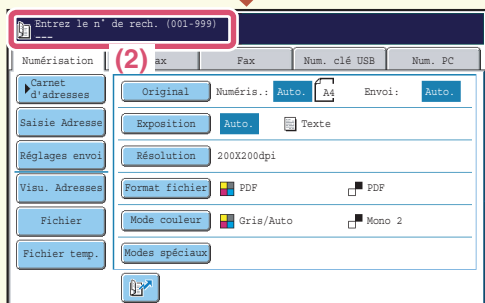 Entrez le n° de rech. (001-999)
---
Numérisation
(2)
ax
Fax
Num. clé USB
Num. PC
Carnet d'adresses
Original
Numéris.:
Auto.
A4
Envoi:
Auto.
Saisie Adresse
Exposition
Auto.
Texte
Réglages envoi
Résolution
200X200dpi
Visu. Adresses
Format fichier
PDF
PDF
Fichier
Mode couleur
Gris/Auto
Mono 2
Fichier temp.
Modes spéciaux